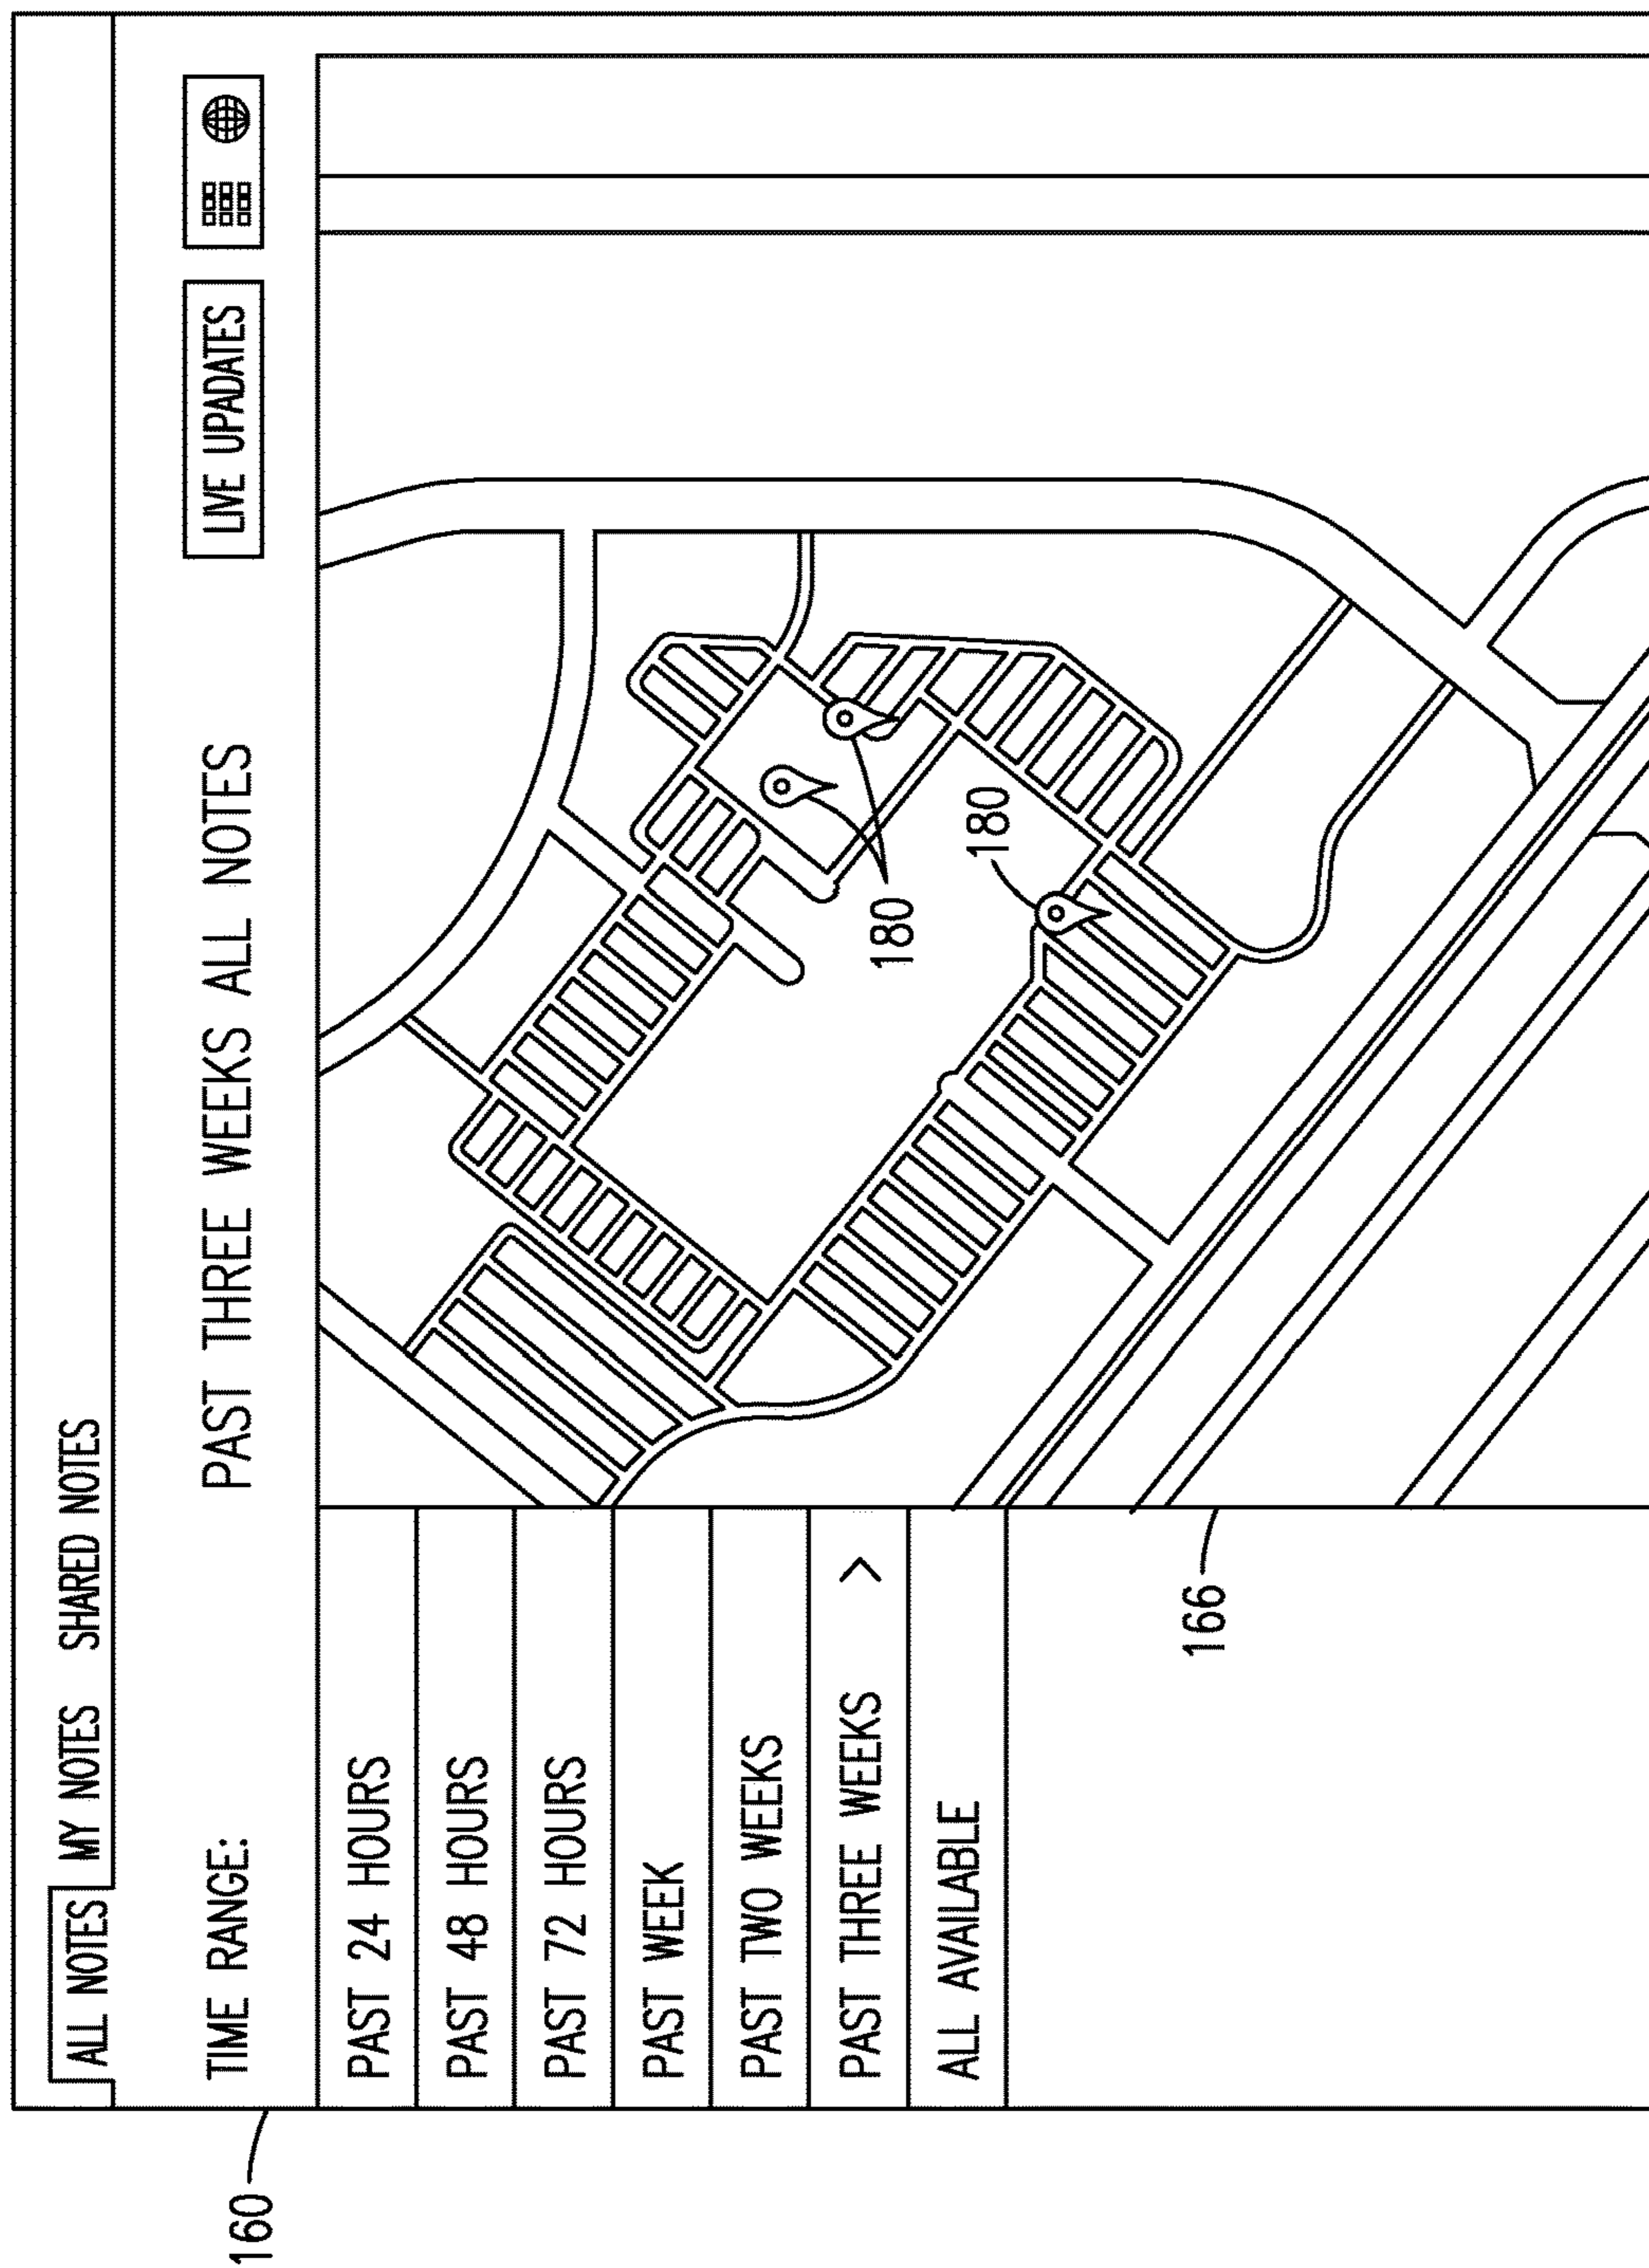 ALL NOTES MY NOTES SHARED NOTES
TIME RANGE:
PAST THREE WEEKS ALL NOTES
LIVE UPADATES
PAST 24 HOURS
PAST 48 HOURS
PAST 72 HOURS
PAST WEEK
PAST TWO WEEKS
PAST THREE WEEKS >
ALL AVAILABLE
160
180
180
166